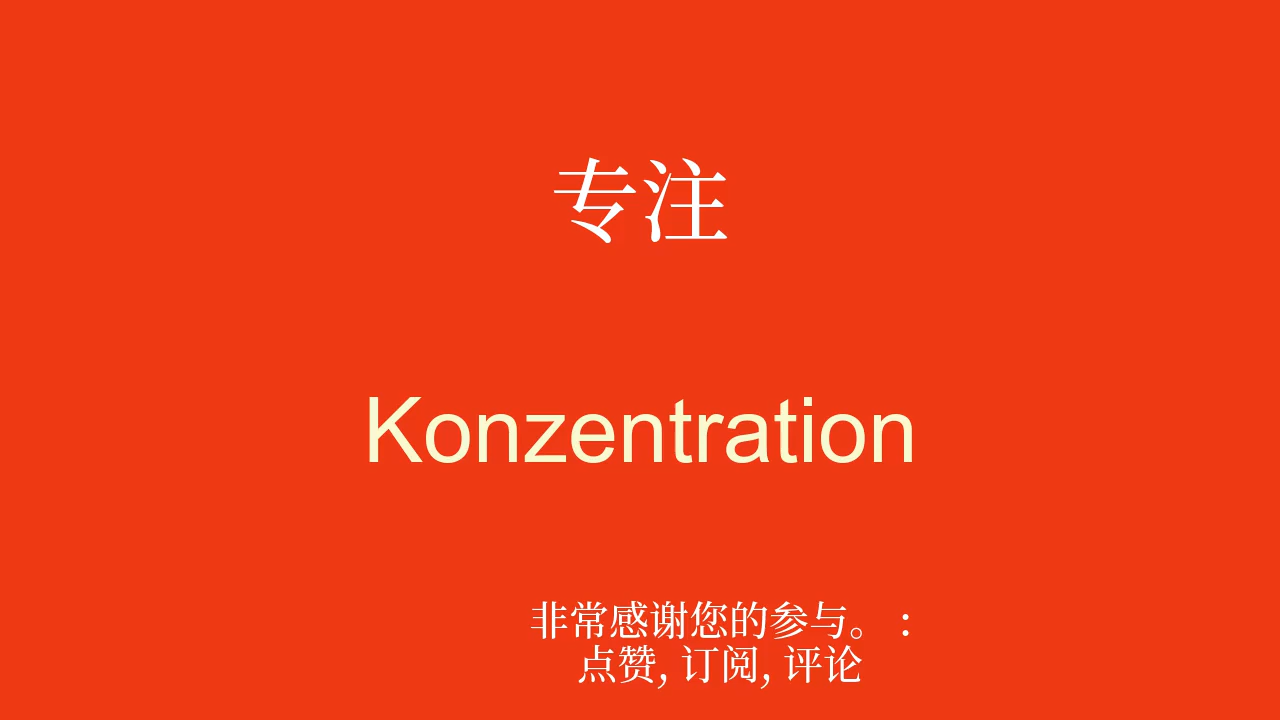 专注
Konzentration
非常感谢您的参与。 :
点赞, 订阅, 评论